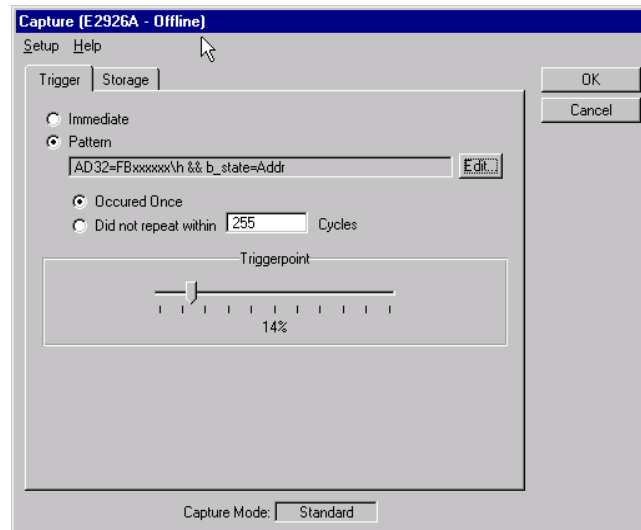 Capture (E2926A - Offline)
Setup Help
Trigger Storage
OK
Cancel
Immediate
Pattern
AD32=FBxxxxxx\h && b_state=Addr
Edit...
Occured Once
Did not repeat within 255 Cycles
Triggerpoint
14%
Capture Mode: Standard